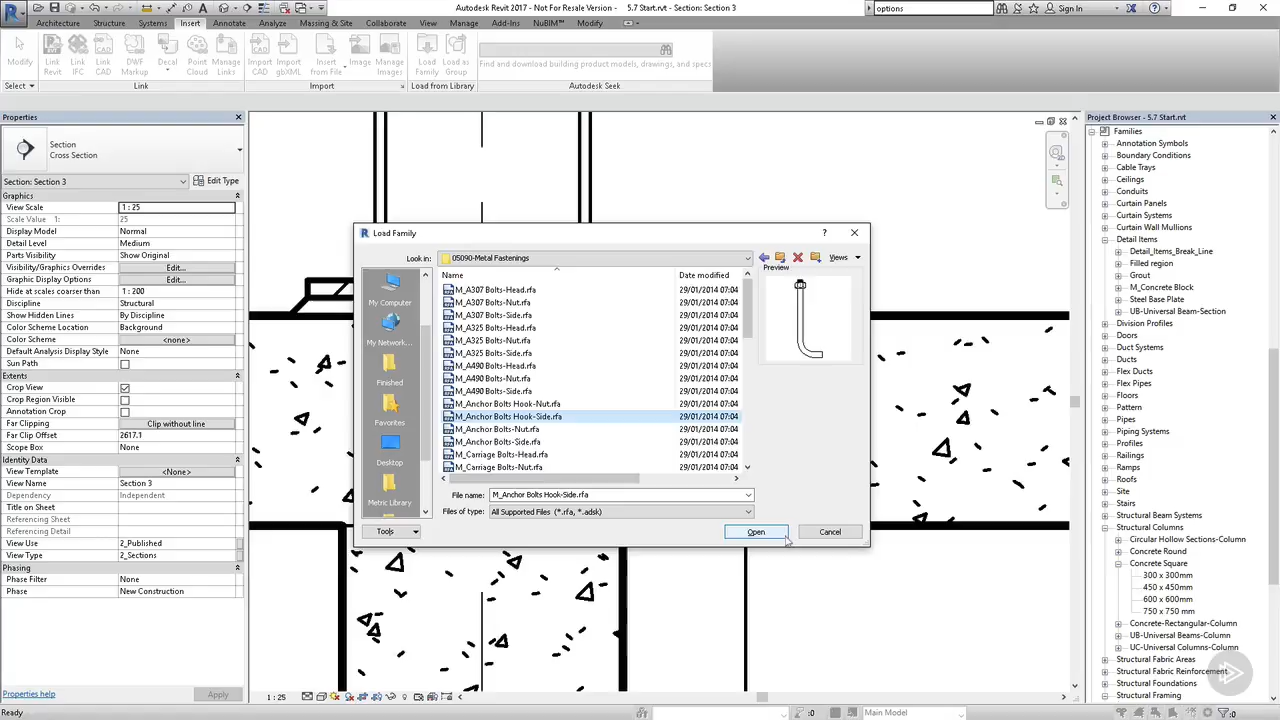 Autodesk Revit 2017 - Not For Resale Version - 5.7 Start.rvt - Section: Section 3
options
Sign In
Architecture Structure Systems Insert Annotate Analyze Massing & Site Collaborate View Manage Add-Ins NuBIM™ Modify
Modify
Link Revit
Link IFC
Link CAD
DWF Markup
Decal
Point Cloud
Manage Links
Import CAD
Import gbXML
Insert from File
Image
Manage Images
Load Family
Load as Group
Find and download building product models, drawings, and specs
Select
Link
Import
Load from Library
Autodesk Seek
Properties
Section
Cross Section
Section: Section 3
Edit Type
Graphics
View Scale 1 : 25
Scale Value 1: 25
Display Model Normal
Detail Level Medium
Parts Visibility Show Original
Visibility/Graphics Overrides Edit...
Graphic Display Options Edit...
Hide at scales coarser than 1 : 200
Discipline Structural
Show Hidden Lines By Discipline
Color Scheme Location Background
Color Scheme <none>
Default Analysis Display Style None
Sun Path
Extents
Crop View
Crop Region Visible
Annotation Crop
Far Clipping Clip without line
Far Clip Offset 2617.1
Scope Box None
Identity Data
View Template <None>
View Name Section 3
Dependency Independent
Title on Sheet
Referencing Sheet
Referencing Detail
View Use 2_Published
View Type 2_Sections
Phasing
Phase Filter None
Phase New Construction
Properties help
Apply
Ready
Load Family
?
Look in: 05090-Metal Fastenings
Views
Name Date modified
Preview
M_A307 Bolts-Head.rfa 29/01/2014 07:04
M_A307 Bolts-Nut.rfa 29/01/2014 07:04
M_A307 Bolts-Side.rfa 29/01/2014 07:04
M_A325 Bolts-Head.rfa 29/01/2014 07:04
M_A325 Bolts-Nut.rfa 29/01/2014 07:04
M_A325 Bolts-Side.rfa 29/01/2014 07:04
M_A490 Bolts-Head.rfa 29/01/2014 07:04
M_A490 Bolts-Nut.rfa 29/01/2014 07:04
M_A490 Bolts-Side.rfa 29/01/2014 07:04
M_Anchor Bolts Hook-Nut.rfa 29/01/2014 07:04
M_Anchor Bolts Hook-Side.rfa 29/01/2014 07:04
M_Anchor Bolts-Nut.rfa 29/01/2014 07:04
M_Anchor Bolts-Side.rfa 29/01/2014 07:04
M_Carriage Bolts-Head.rfa 29/01/2014 07:04
M_Carriage Bolts-Nut.rfa 29/01/2014 07:04
My Computer
My Network...
Finished
Favorites
Desktop
Metric Library
File name: M_Anchor Bolts Hook-Side.rfa
Files of type: All Supported Files (*.rfa, *.adsk)
Tools
Open
Cancel
1 : 25
:0
Main Model
:0
Project Browser - 5.7 Start.rvt
Families
Annotation Symbols
Boundary Conditions
Cable Trays
Ceilings
Conduits
Curtain Panels
Curtain Systems
Curtain Wall Mullions
Detail Items
Detail_Items_Break_Line
Filled region
Grout
M_Concrete Block
Steel Base Plate
UB-Universal Beam-Section
Division Profiles
Doors
Duct Systems
Ducts
Flex Ducts
Flex Pipes
Floors
Pattern
Pipes
Piping Systems
Profiles
Railings
Ramps
Roofs
Site
Stairs
Structural Beam Systems
Structural Columns
Circular Hollow Sections-Column
Concrete Round
Concrete Square
300 x 300mm
450 x 450mm
600 x 600mm
750 x 750 mm
Concrete-Rectangular-Column
UB-Universal Beams-Column
UC-Universal Columns-Column
Structural Fabric Areas
Structural Fabric Reinforcement
Structural Foundations
Structural Framing